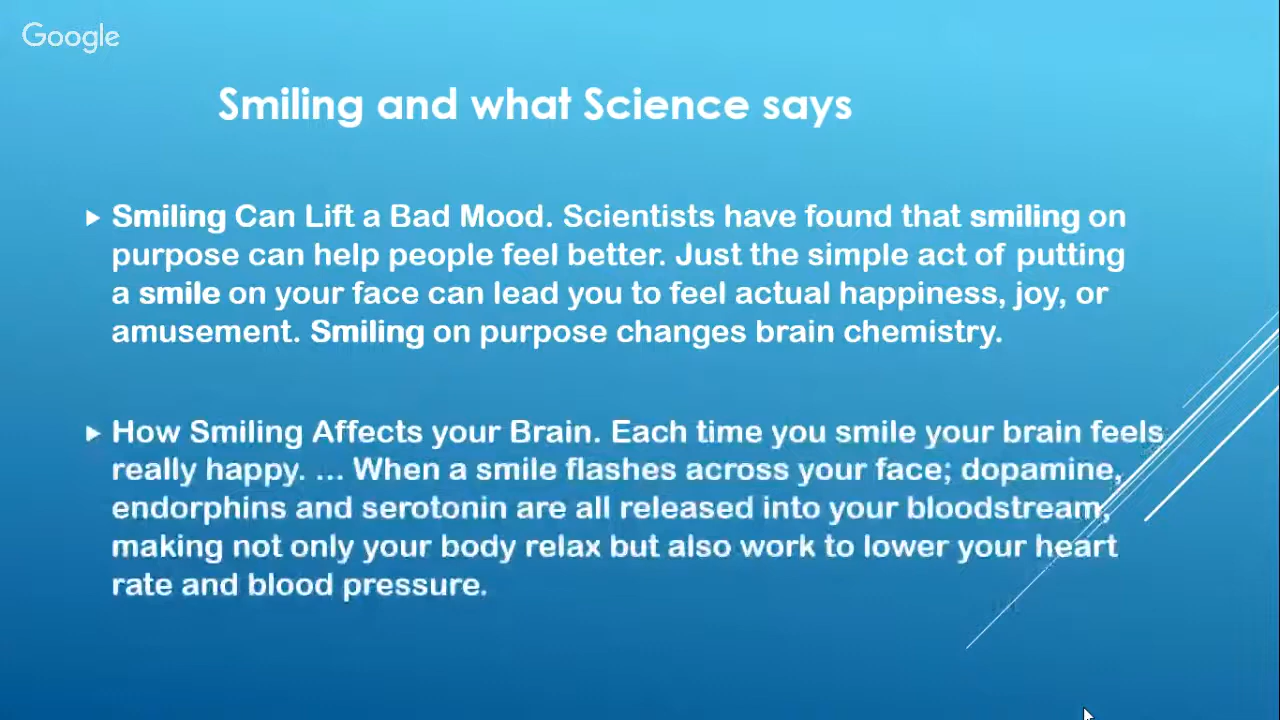 Google
Smiling and what Science says
Smiling Can Lift a Bad Mood. Scientists have found that smiling on
purpose can help people feel better. Just the simple act of putting
a smile on your face can lead you to feel actual happiness, joy, or
amusement. Smiling on purpose changes brain chemistry.
How Smiling Affects your Brain. Each time you smile your brain feels
really happy. ... When a smile flashes across your face; dopamine,
endorphins and serotonin are all released into your bloodstream,
making not only your body relax but also work to lower your heart
rate and blood pressure.